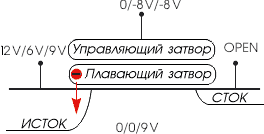 0/-8V/-8V
12V/6V/9V
Управляющий затвор
OPEN
Плавающий затвор
СТОК
ИСТОК
0/0/9V